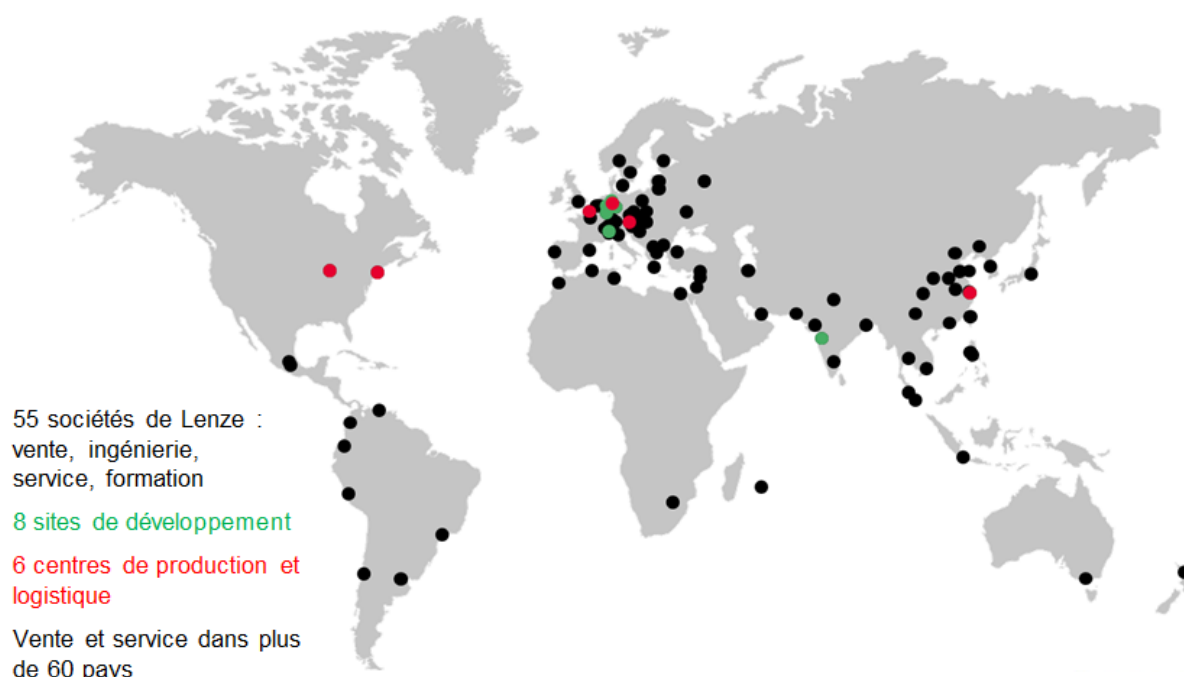 55 sociétés de Lenze :
vente, ingénierie,
service, formation
8 sites de développement
6 centres de production et
logistique
Vente et service dans plus
de 60 pays